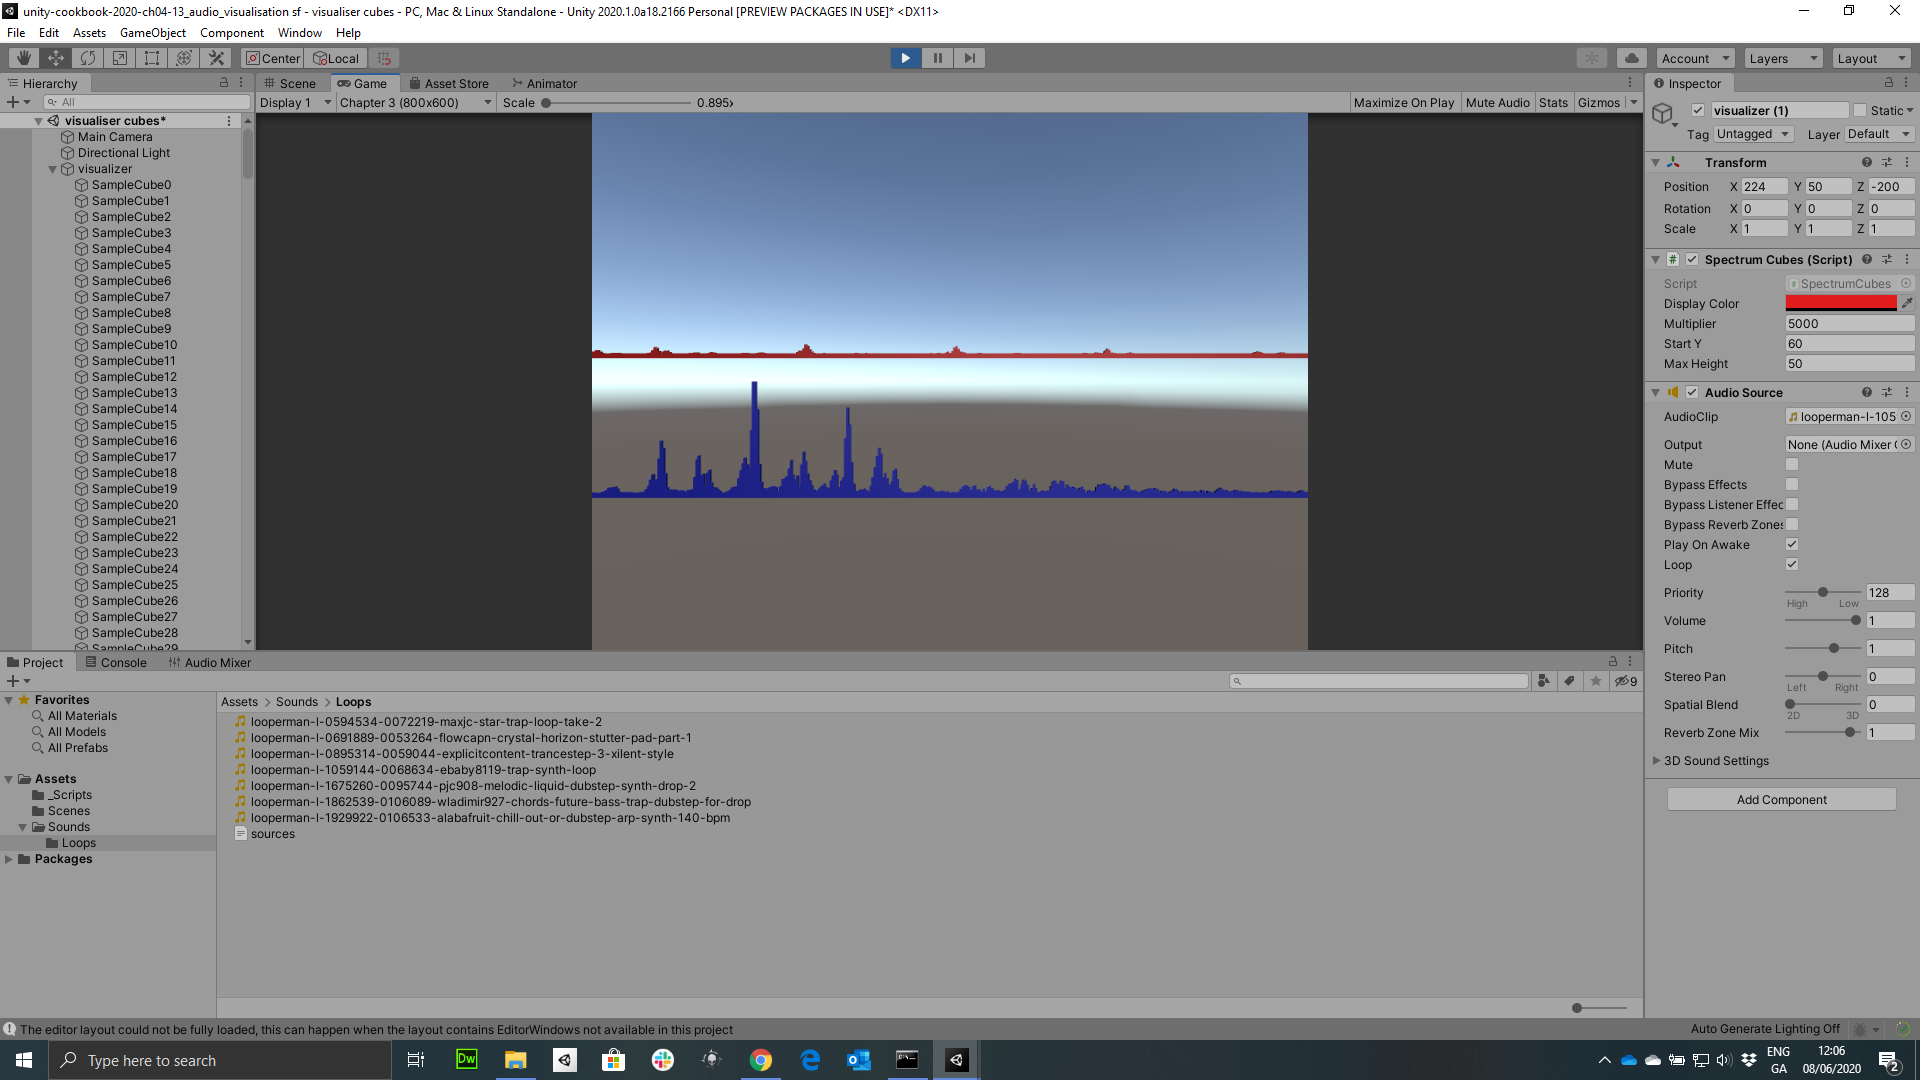 unity-cookbook-2020-ch04-13_audio_visualisation sf - visualiser cubes - PC, Mac & Linux Standalone - Unity 2020.1.0a18.2166 Personal [PREVIEW PACKAGES IN USE]* <DX11>
File Edit Assets GameObject Component Window Help
Center Local Account Layers Layout
Hierarchy
All
visualiser cubes*
Main Camera
Directional Light
visualizer
SampleCube0
SampleCube1
SampleCube2
SampleCube3
SampleCube4
SampleCube5
SampleCube6
SampleCube7
SampleCube8
SampleCube9
SampleCube10
SampleCube11
SampleCube12
SampleCube13
SampleCube14
SampleCube15
SampleCube16
SampleCube17
SampleCube18
SampleCube19
SampleCube20
SampleCube21
SampleCube22
SampleCube23
SampleCube24
SampleCube25
SampleCube26
SampleCube27
SampleCube28
SampleCube29
Scene Game Asset Store Animator
Display 1 Chapter 3 (800x600) Scale 0.895x Maximize On Play Mute Audio Stats Gizmos
Inspector
visualizer (1) Static
Tag Untagged Layer Default
Transform
Position X 224 Y 50 Z -200
Rotation X 0 Y 0 Z 0
Scale X 1 Y 1 Z 1
# Spectrum Cubes (Script)
Script SpectrumCubes
Display Color
Multiplier 5000
Start Y 60
Max Height 50
Audio Source
AudioClip looperman-l-105
Output None (Audio Mixer
Mute
Bypass Effects
Bypass Listener Effec
Bypass Reverb Zones
Play On Awake
Loop
Priority 128
High Low
Volume 1
Pitch 1
Stereo Pan 0
Left Right
Spatial Blend 0
2D 3D
Reverb Zone Mix 1
3D Sound Settings
Add Component
Project Console Audio Mixer
9
Favorites
All Materials
All Models
All Prefabs
Assets
_Scripts
Scenes
Sounds
Loops
Packages
Assets > Sounds > Loops
looperman-l-0594534-0072219-maxjc-star-trap-loop-take-2
looperman-l-0691889-0053264-flowcapn-crystal-horizon-stutter-pad-part-1
looperman-l-0895314-0059044-explicitcontent-trancestep-3-xilent-style
looperman-l-1059144-0068634-ebaby8119-trap-synth-loop
looperman-l-1675260-0095744-pjc908-melodic-liquid-dubstep-synth-drop-2
looperman-l-1862539-0106089-wladimir927-chords-future-bass-trap-dubstep-for-drop
looperman-l-1929922-0106533-alabafruit-chill-out-or-dubstep-arp-synth-140-bpm
sources
The editor layout could not be fully loaded, this can happen when the layout contains EditorWindows not available in this project
Auto Generate Lighting Off
Type here to search
Dw
ENG
GA
12:06
08/06/2020
2